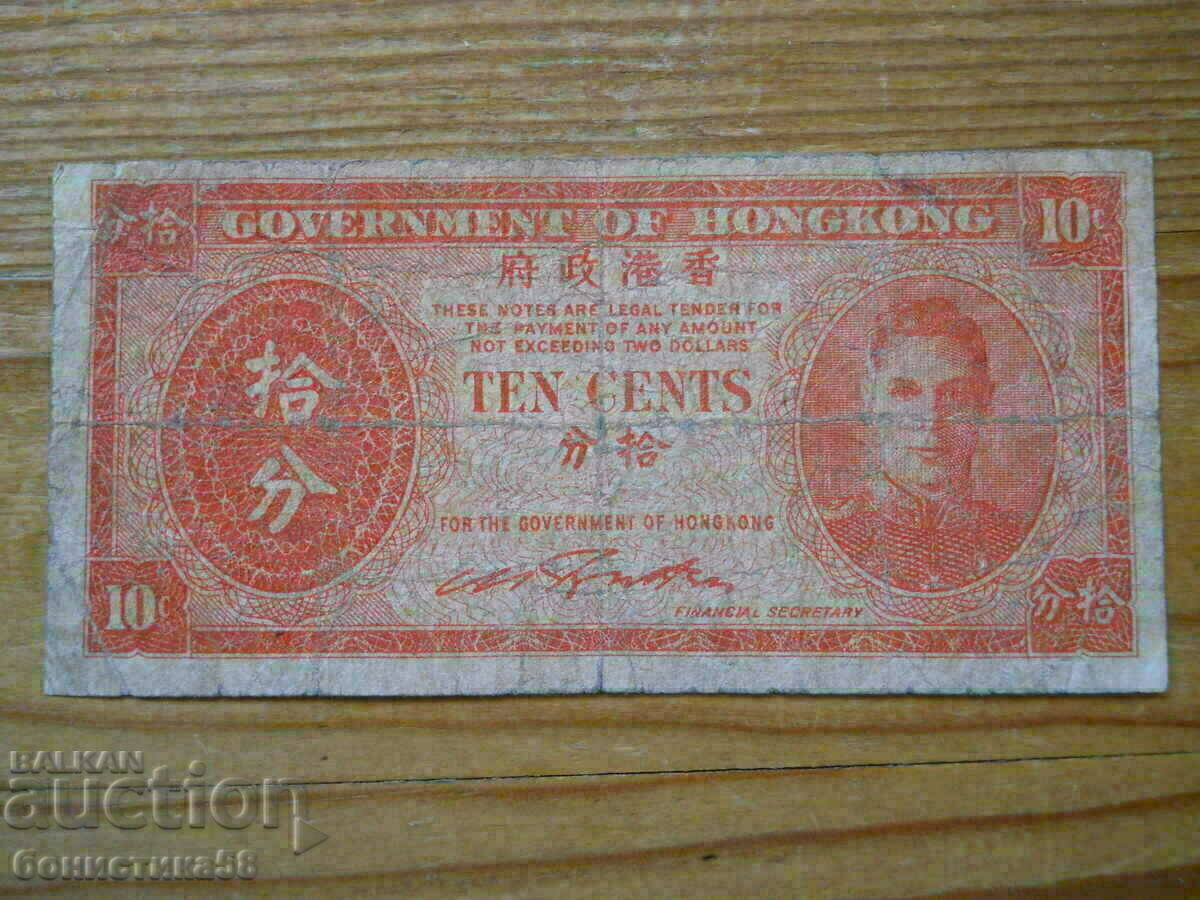 分拾
GOVERNMENT OF HONGKONG
10c
府政港香
THESE NOTES ARE LEGAL TENDER FOR
THE PAYMENT OF ANY AMOUNT
NOT EXCEEDING TWO DOLLARS
TEN CENTS
分拾
拾
分
FOR THE GOVERNMENT OF HONGKONG
FINANCIAL SECRETARY
10c
分拾
BALKAN
auction
бонистика58